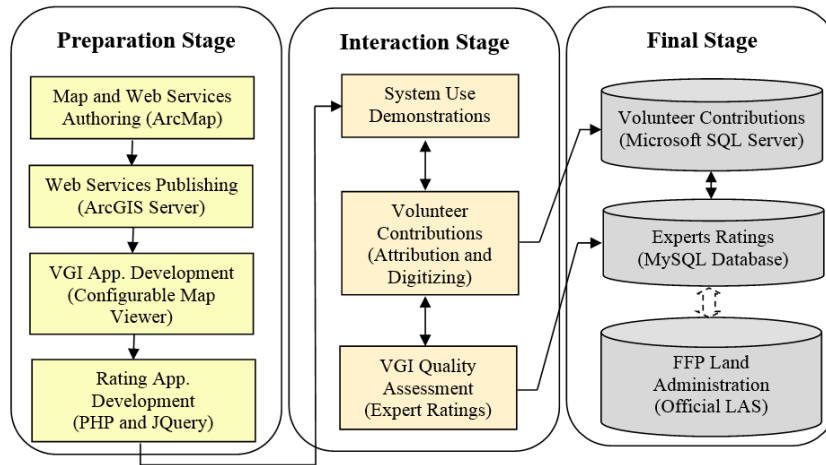 Preparation Stage
Map and Web Services
Authoring (ArcMap)
Web Services Publishing
(ArcGIS Server)
VGI App. Development
(Configurable Map
Viewer)
Rating App.
Development
(PHP and JQuery)
Interaction Stage
System Use
Demonstrations
Volunteer
Contributions
(Attribution and
Digitizing)
VGI Quality
Assessment
(Expert Ratings)
Final Stage
Volunteer Contributions
(Microsoft SQL Server)
Experts Ratings
(MySQL Database)
FFP Land
Administration
(Official LAS)